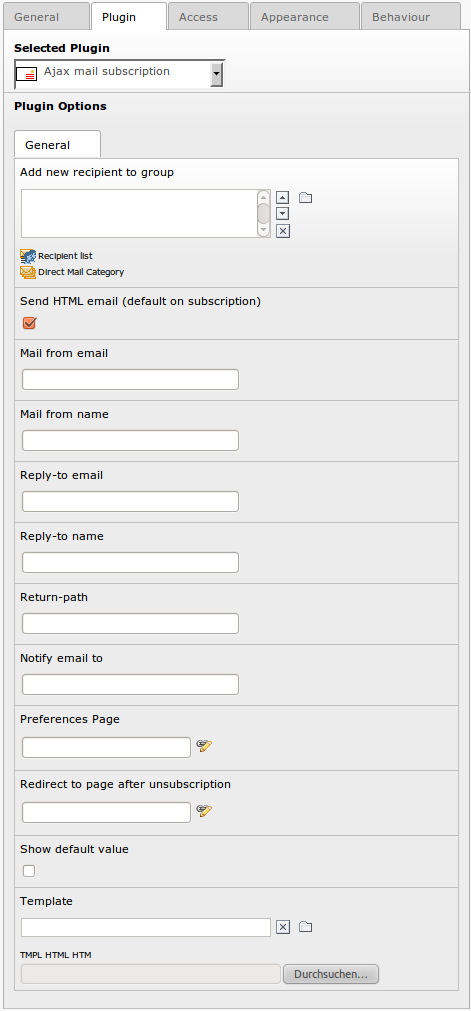 General Plugin Access Appearance Behaviour
Selected Plugin
Ajax mail subscription
Plugin Options
General
Add new recipient to group
Recipient list
Direct Mail Category
Send HTML email (default on subscription)
Mail from email
Mail from name
Reply-to email
Reply-to name
Return-path
Notify email to
Preferences Page
Redirect to page after unsubscription
Show default value
Template
TMPL HTML HTM
Durchsuchen...